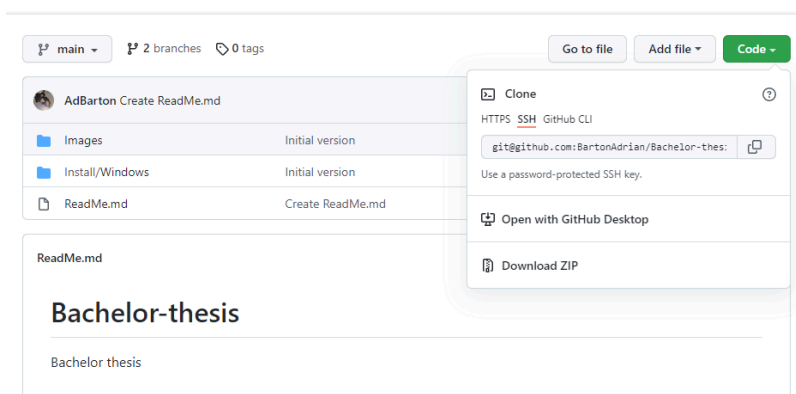 main 2 branches 0 tags Go to file Add file Code
AdBarton Create ReadMe.md
Images Initial version
Install/Windows Initial version
ReadMe.md Create ReadMe.md
Clone
HTTPS SSH GitHub CLI
git@github.com:BartonAdrian/Bachelor-thes:
Use a password-protected SSH key.
Open with GitHub Desktop
Download ZIP
ReadMe.md
Bachelor-thesis
Bachelor thesis